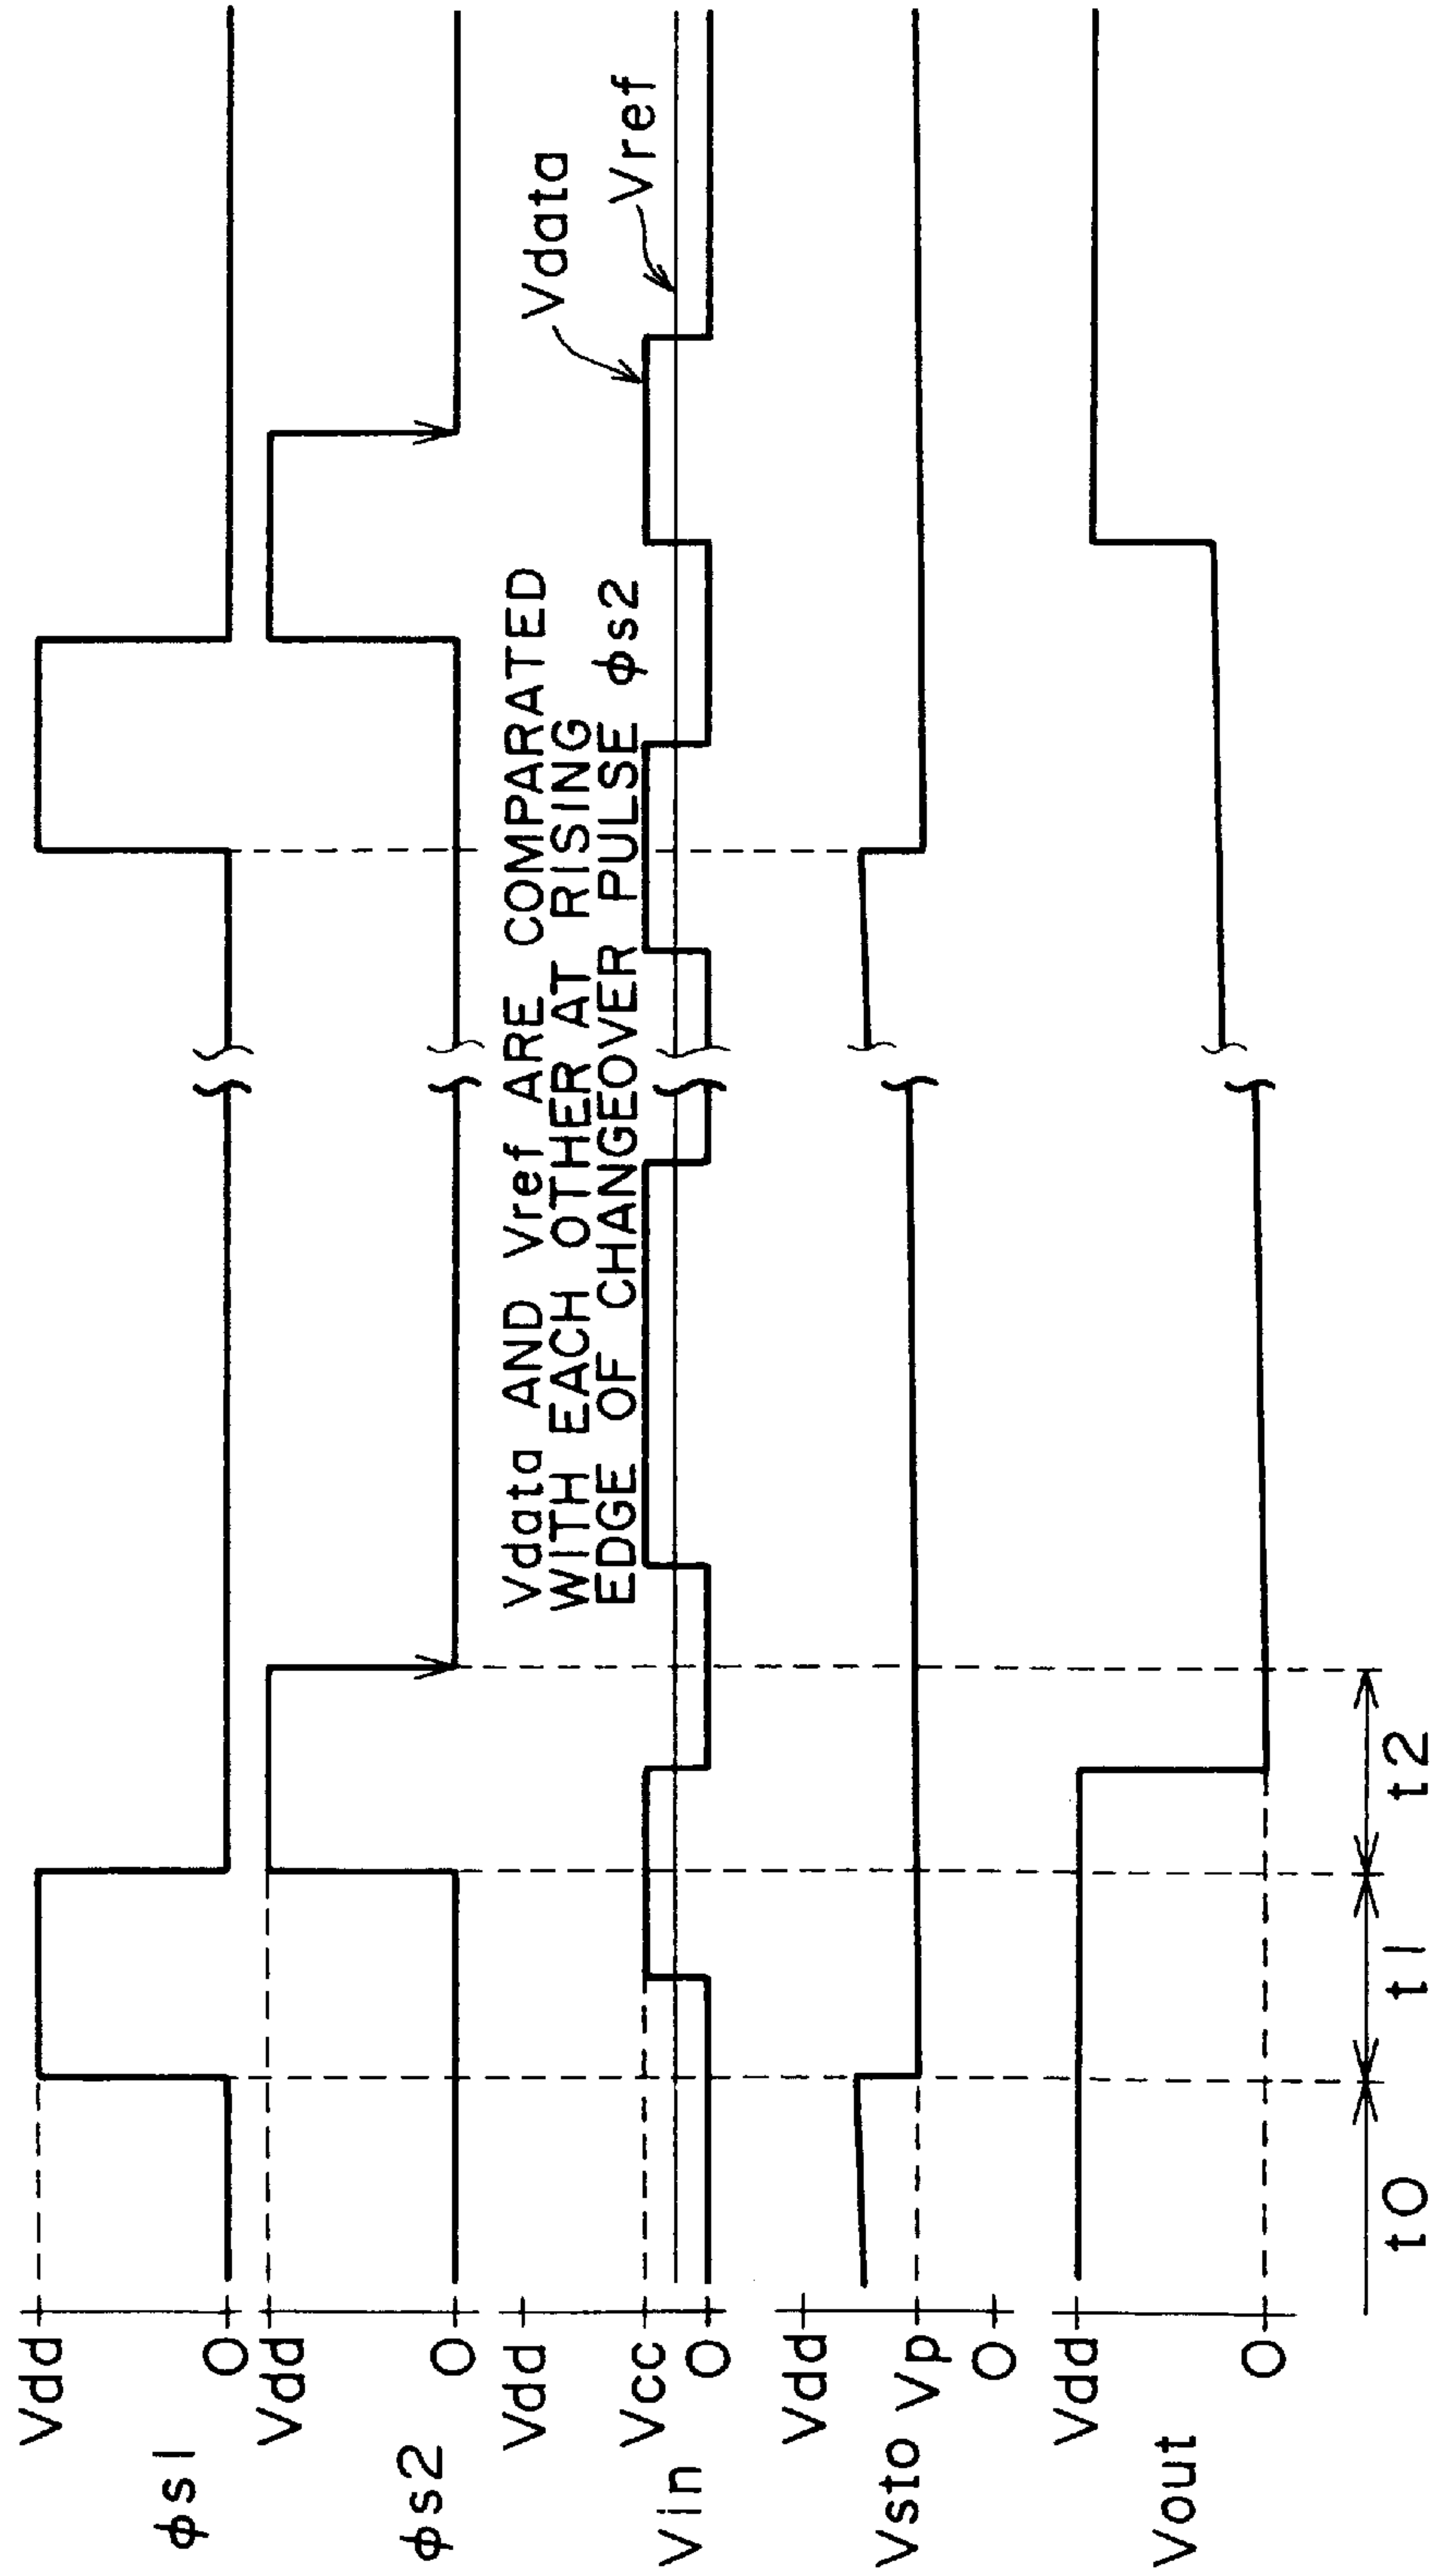 Vdd
φs1
0
Vdd
φs2
0
Vdd
Vcc
Vin
0
Vdata AND Vref ARE COMPARATED
WITH EACH OTHER AT RISING
EDGE OF CHANGEOVER PULSE φs2
Vdata
Vref
Vdd
Vsto Vp
0
Vdd
Vout
0
t0 t1 t2